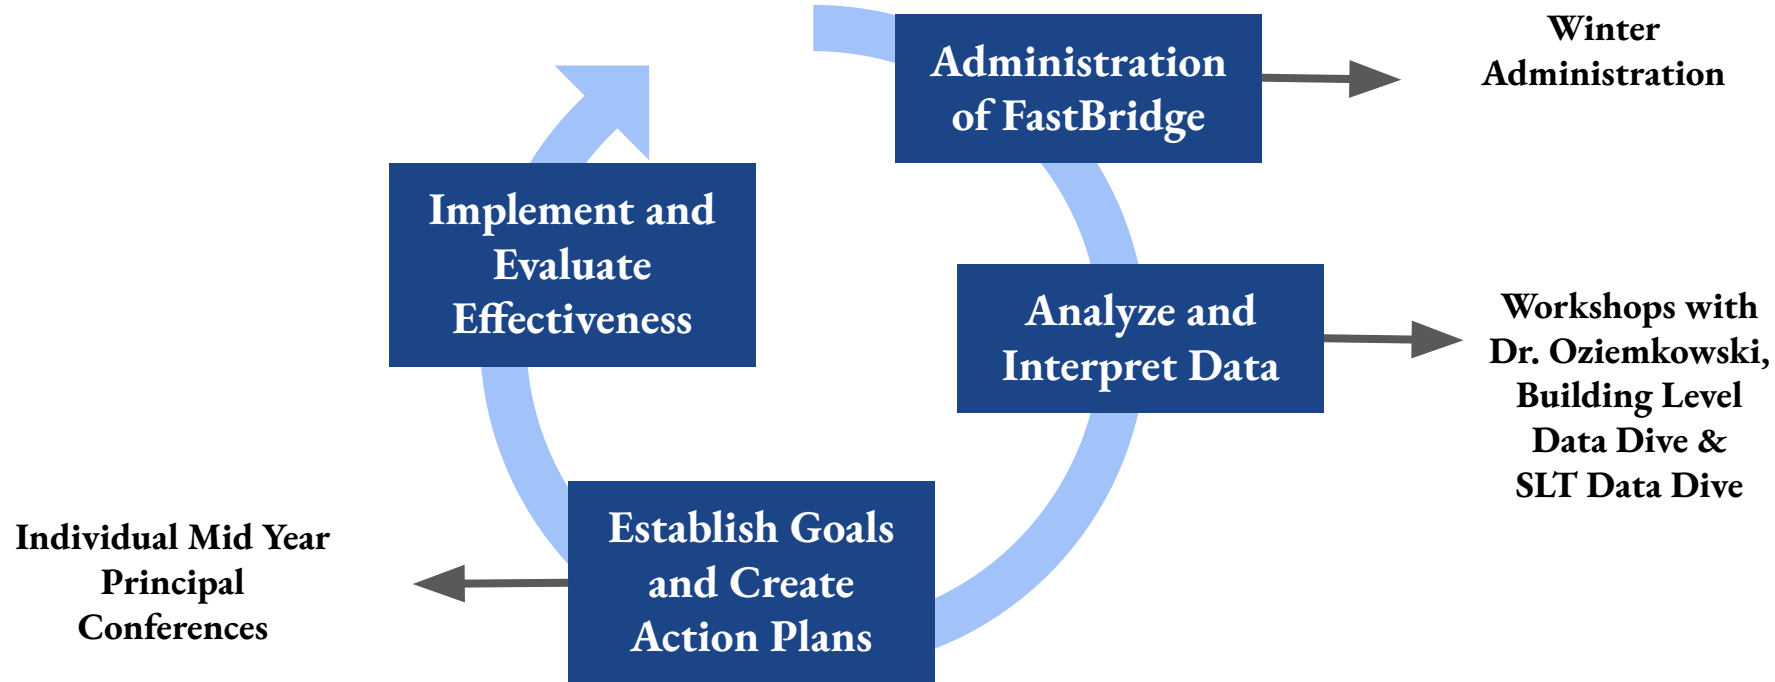 Administration
of FastBridge
Winter
Administration
Analyze and
Interpret Data
Workshops with
Dr. Oziemkowski,
Building Level
Data Dive &
SLT Data Dive
Establish Goals
and Create
Action Plans
Individual Mid Year
Principal
Conferences
Implement and
Evaluate
Effectiveness